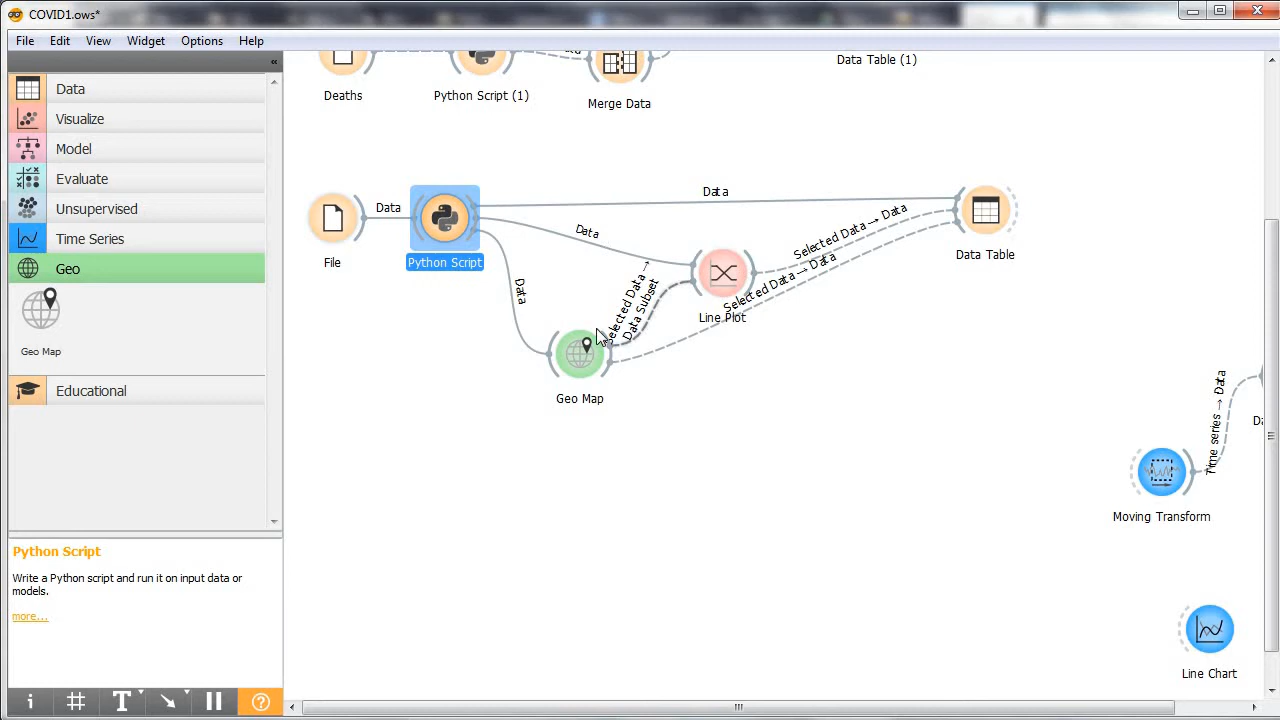 COVID1.ows*
File Edit View Widget Options Help
«
Data
Visualize
Model
Evaluate
Unsupervised
Time Series
Geo
Geo Map
Educational
Python Script
Write a Python script and run it on input data or
models.
more...
i # T ?
Deaths
Python Script (1)
Merge Data
Data Table (1)
File
Data
Python Script
Data
Data
Data
Selected Data →
Data Subset
Selected Data → Data
Selected Data → Data
Line Plot
Data Table
Geo Map
Time series → Data
Moving Transform
Line Chart